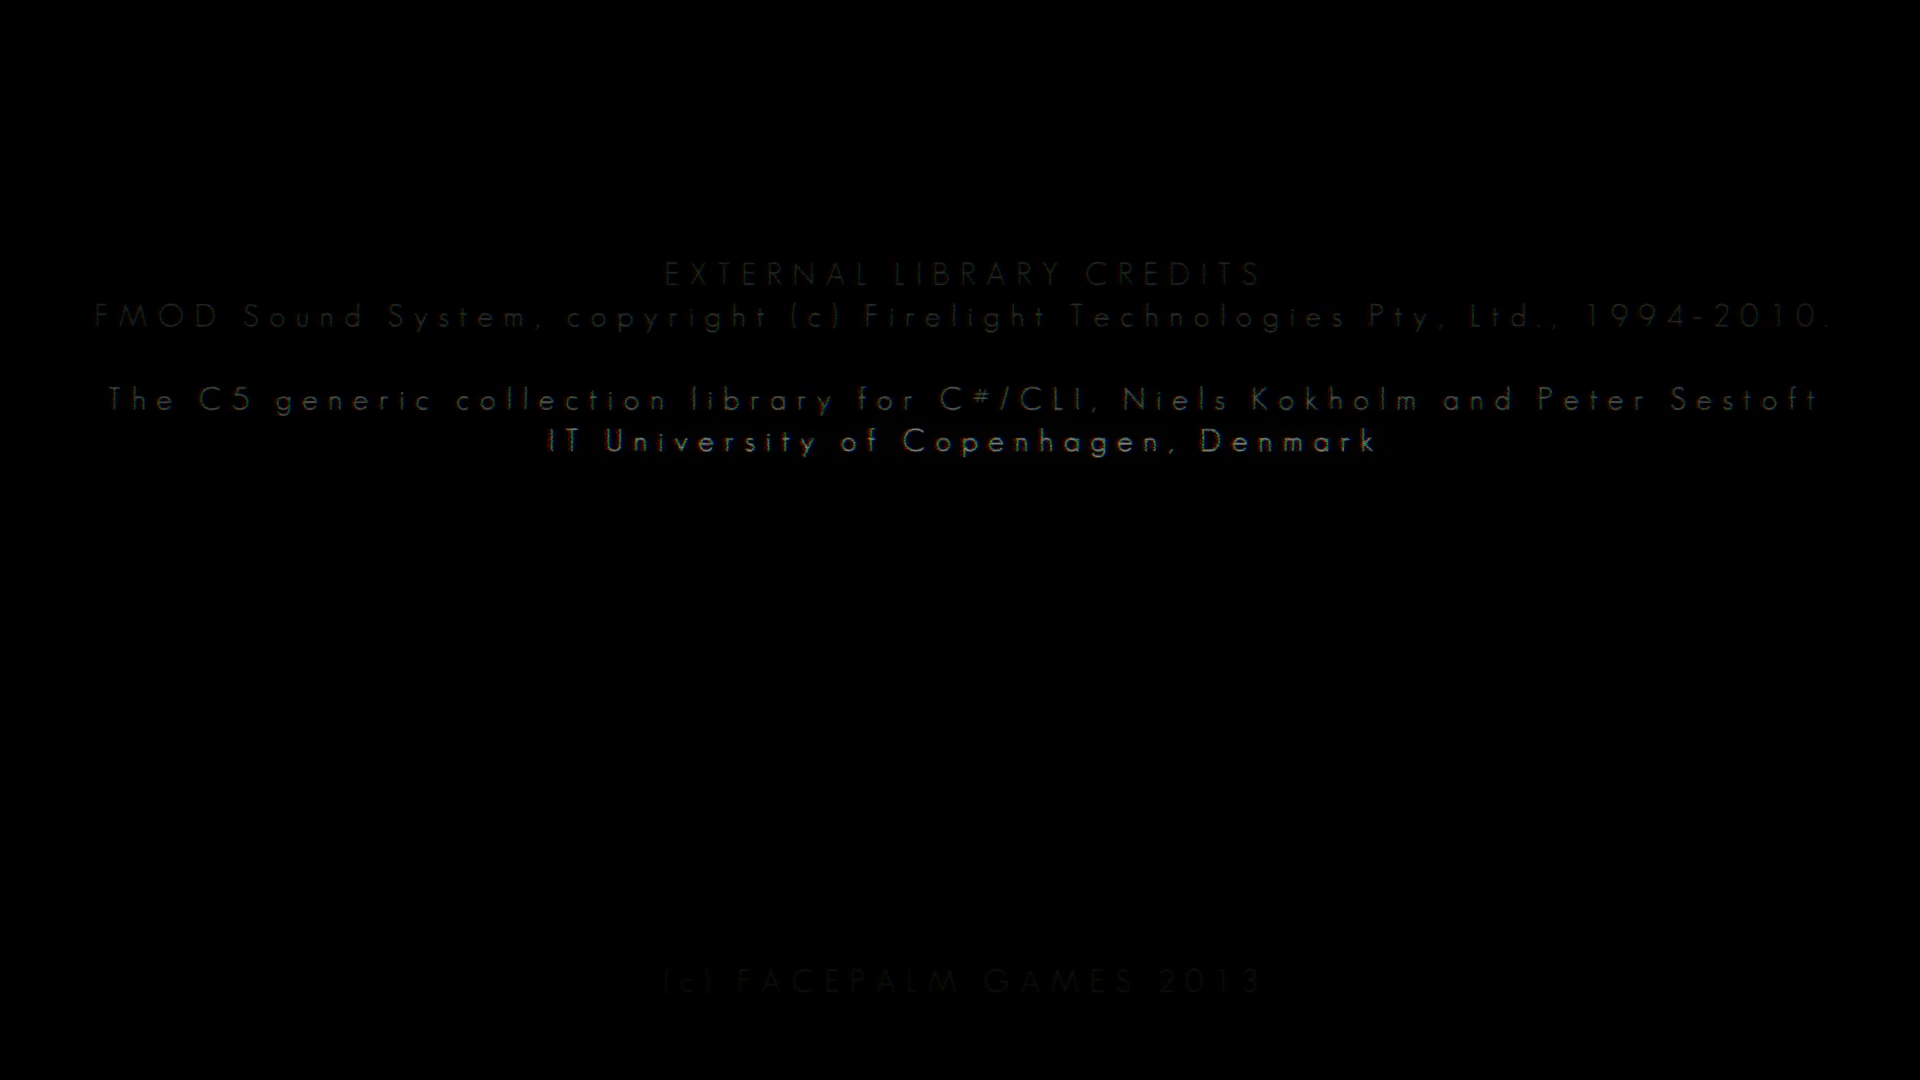 EXTERNAL LIBRARY CREDITS
FMOD Sound System, copyright (c) Firelight Technologies Pty, Ltd., 1994-2010.
The C5 generic collection library for C#/CLI, Niels Kokholm and Peter Sestoft
IT University of Copenhagen, Denmark
(c) FACEPALM GAMES 2013